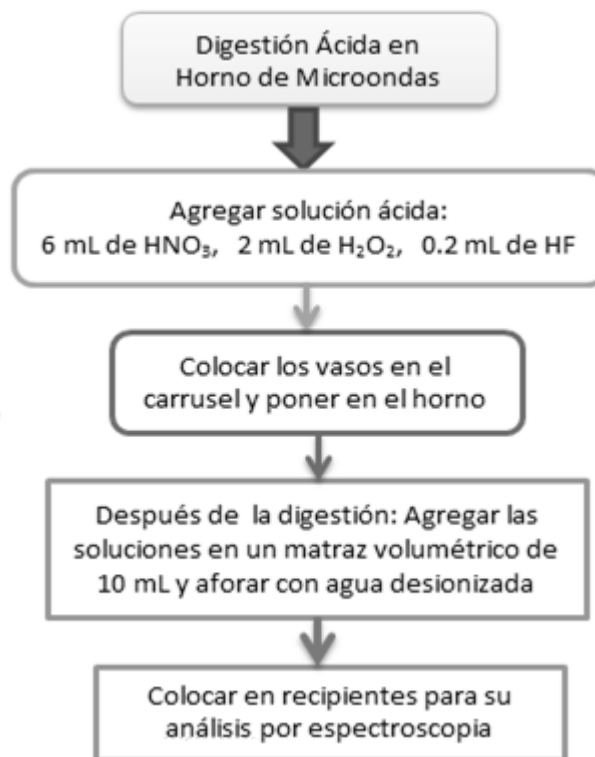 Digestión Ácida en
Horno de Microondas
Agregar solución ácida:
6 mL de HNO₃, 2 mL de H₂O₂, 0.2 mL de HF
Colocar los vasos en el
carrusel y poner en el horno
Después de la digestión: Agregar las
soluciones en un matraz volumétrico de
10 mL y aforar con agua desionizada
Colocar en recipientes para su
análisis por espectroscopia